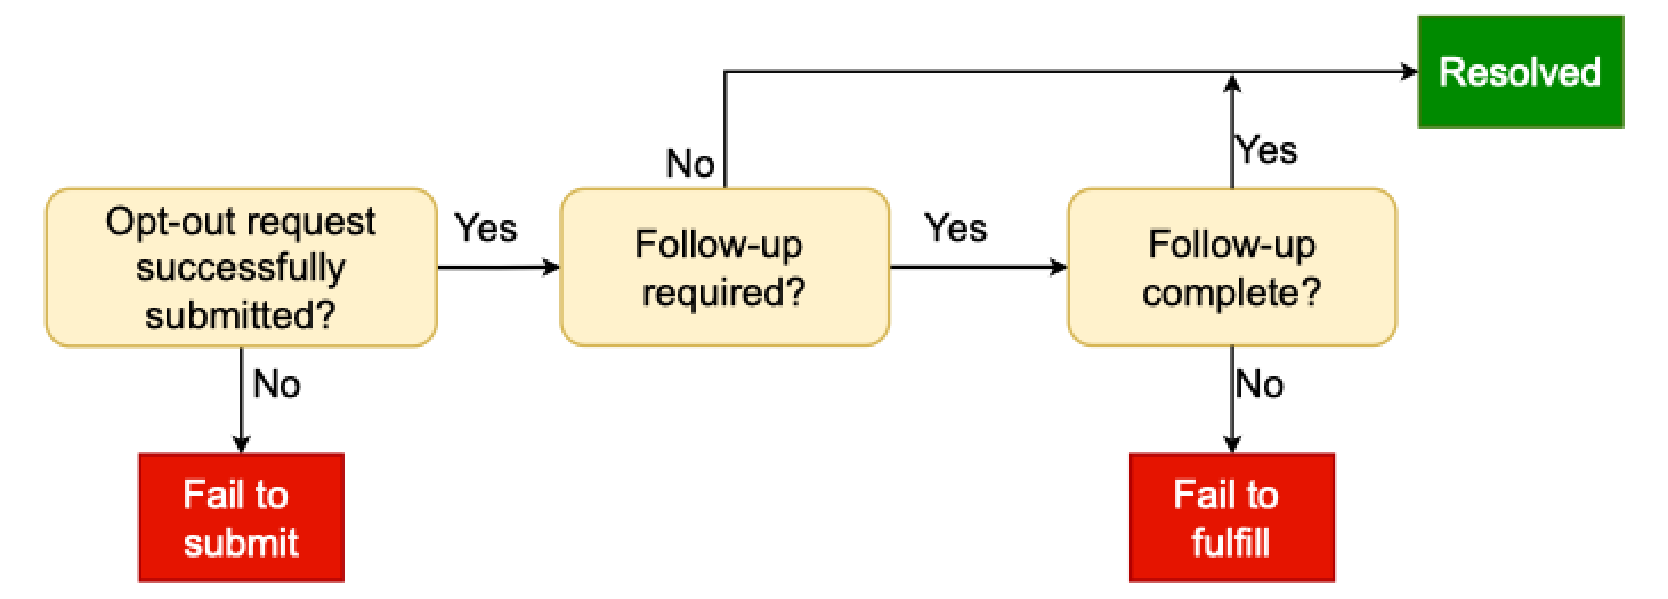 Resolved
No
Yes
Opt-out request
successfully
submitted?
Yes
Follow-up
required?
Yes
Follow-up
complete?
No
No
Fail to
submit
Fail to
fulfill